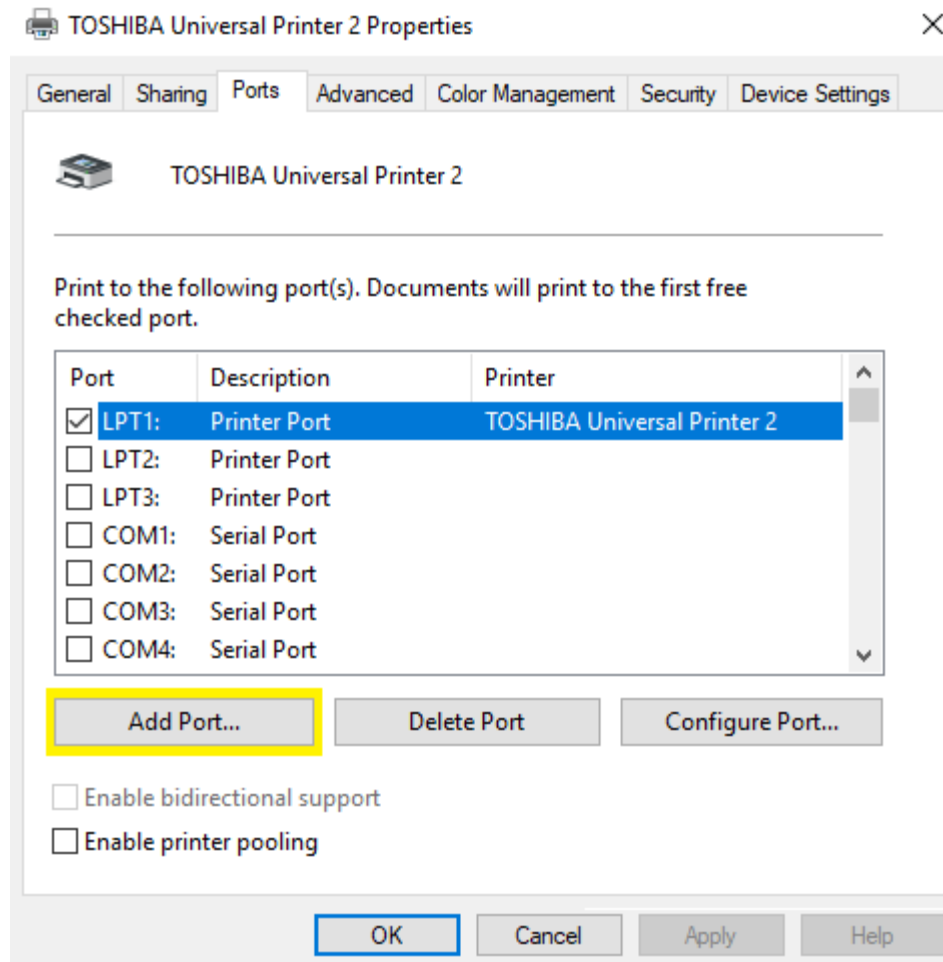 TOSHIBA Universal Printer 2 Properties
General Sharing Ports Advanced Color Management Security Device Settings
TOSHIBA Universal Printer 2
Print to the following port(s). Documents will print to the first free
checked port.
Port Description Printer
LPT1: Printer Port TOSHIBA Universal Printer 2
LPT2: Printer Port
LPT3: Printer Port
COM1: Serial Port
COM2: Serial Port
COM3: Serial Port
COM4: Serial Port
Add Port... Delete Port Configure Port...
Enable bidirectional support
Enable printer pooling
OK Cancel Apply Help